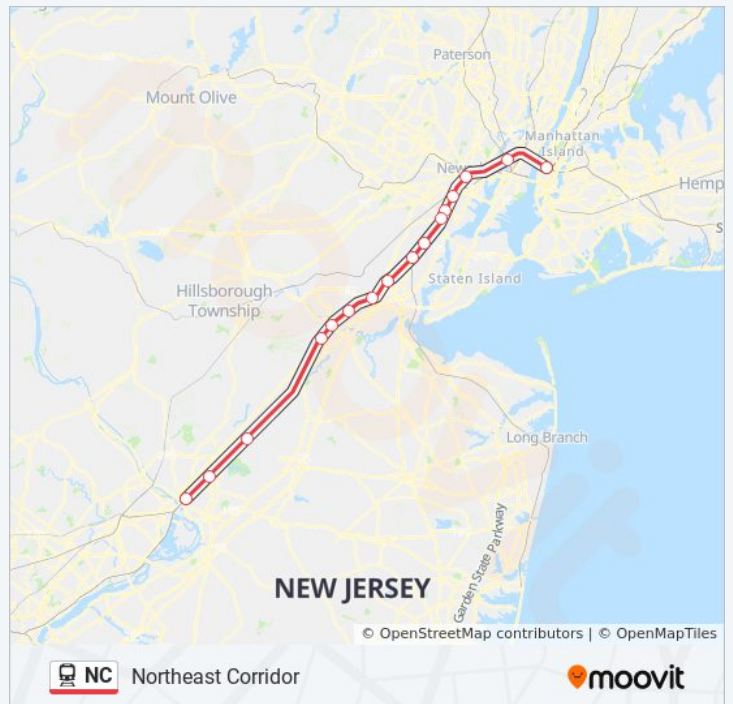 Paterson
Mount Olive
Manhattan
Island
New
Hemp
S
Staten Island
Hillsborough
Township
Long Branch
Garden State Parkway
NEW JERSEY
© OpenStreetMap contributors | © OpenMapTiles
NC Northeast Corridor
moovit